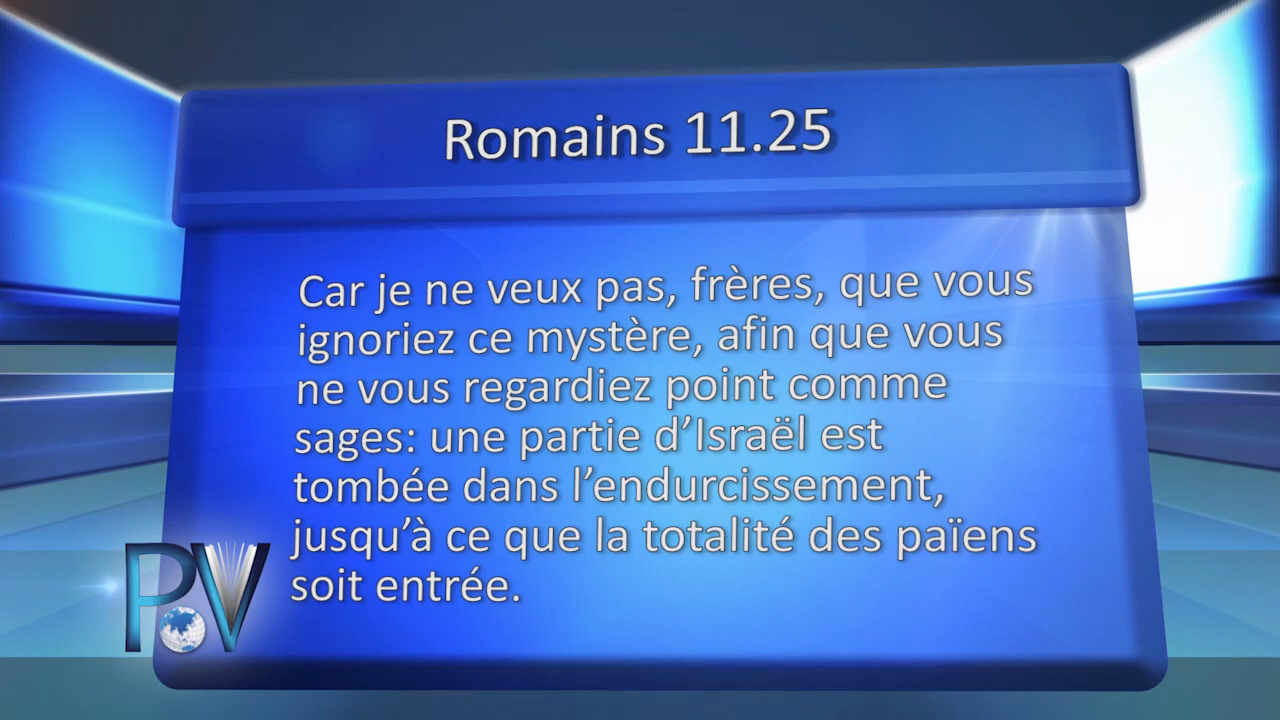 Romains 11.25
Car je ne veux pas, frères, que vous
ignoriez ce mystère, afin que vous
ne vous regardiez point comme
sages: une partie d’Israël est
tombée dans l’endurcissement,
jusqu’à ce que la totalité des païens
soit entrée.
PV